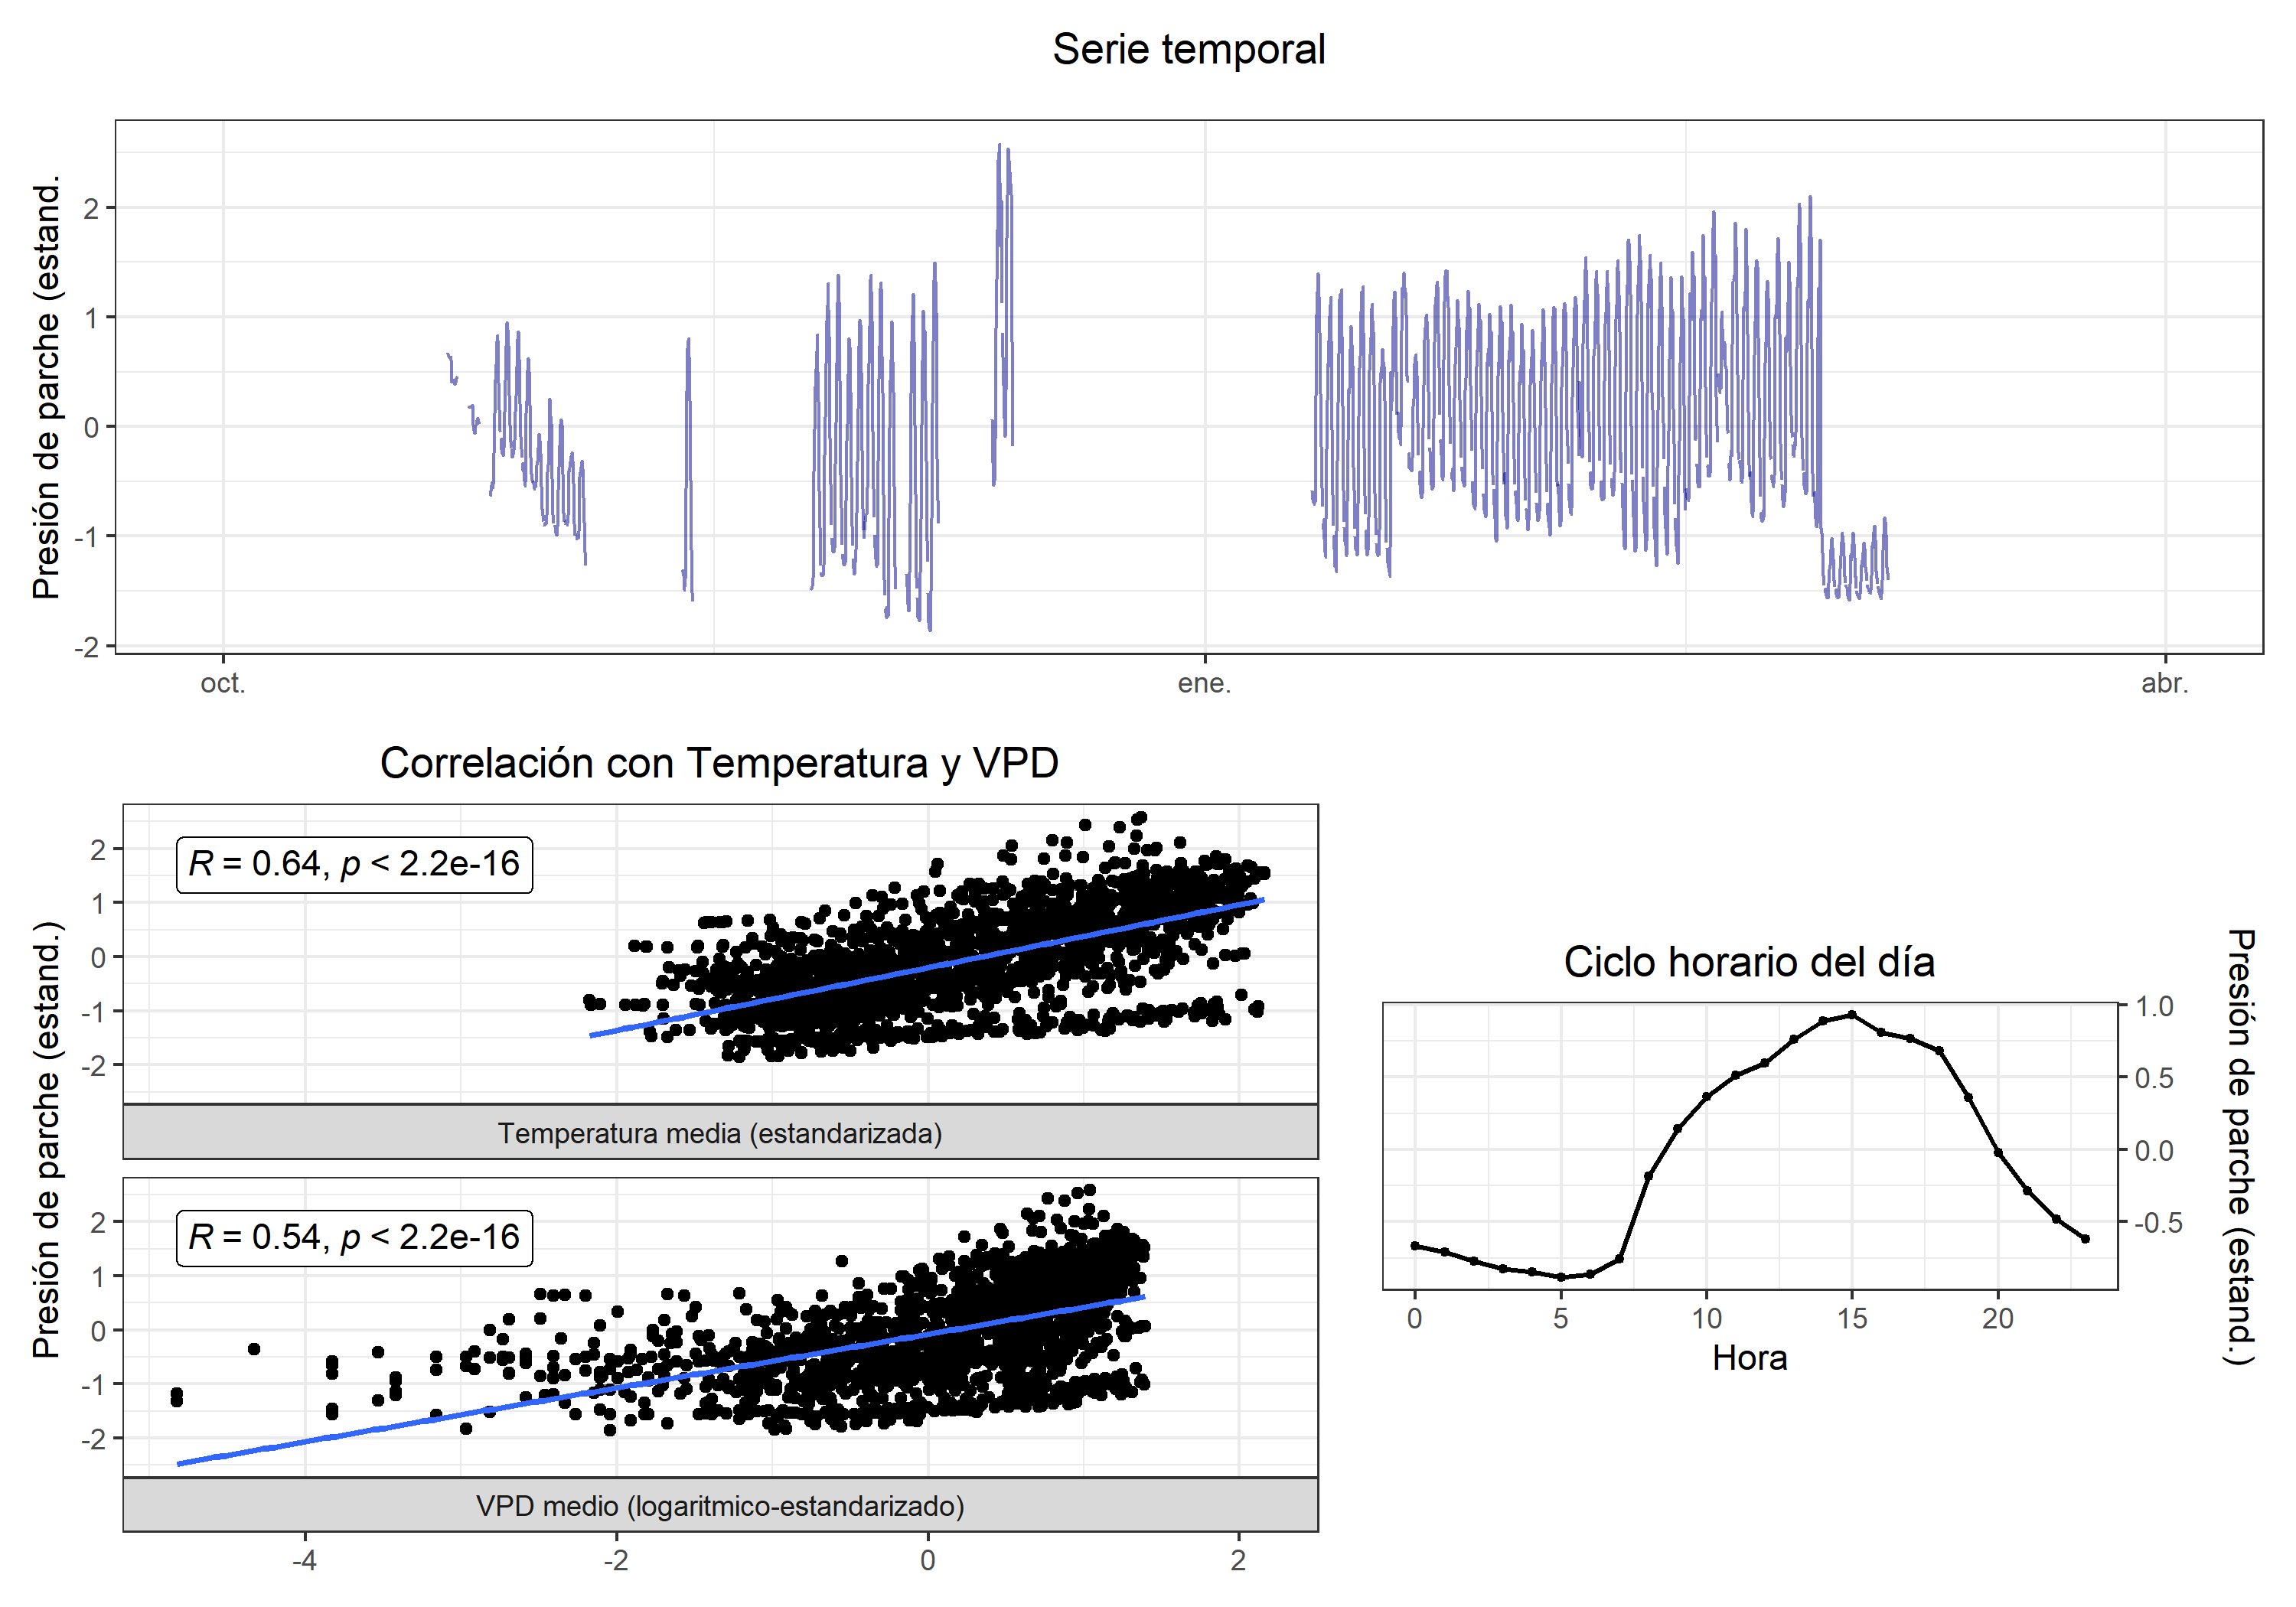 Serie temporal
Presión de parche (estand.
2
1
0
-1
-2
oct.
ene.
abr.
Correlación con Temperatura y VPD
Presión de parche (estand.)
2
1
0
-1
-2
R = 0.64, p < 2.2e-16
Temperatura media (estandarizada)
2
1
0
-1
-2
R = 0.54, p < 2.2e-16
VPD medio (logaritmico-estandarizado)
-4
-2
0
2
Ciclo horario del día
1.0
0.5
0.0
-0.5
Presión de parche (estand.)
0
5
10
15
20
Hora